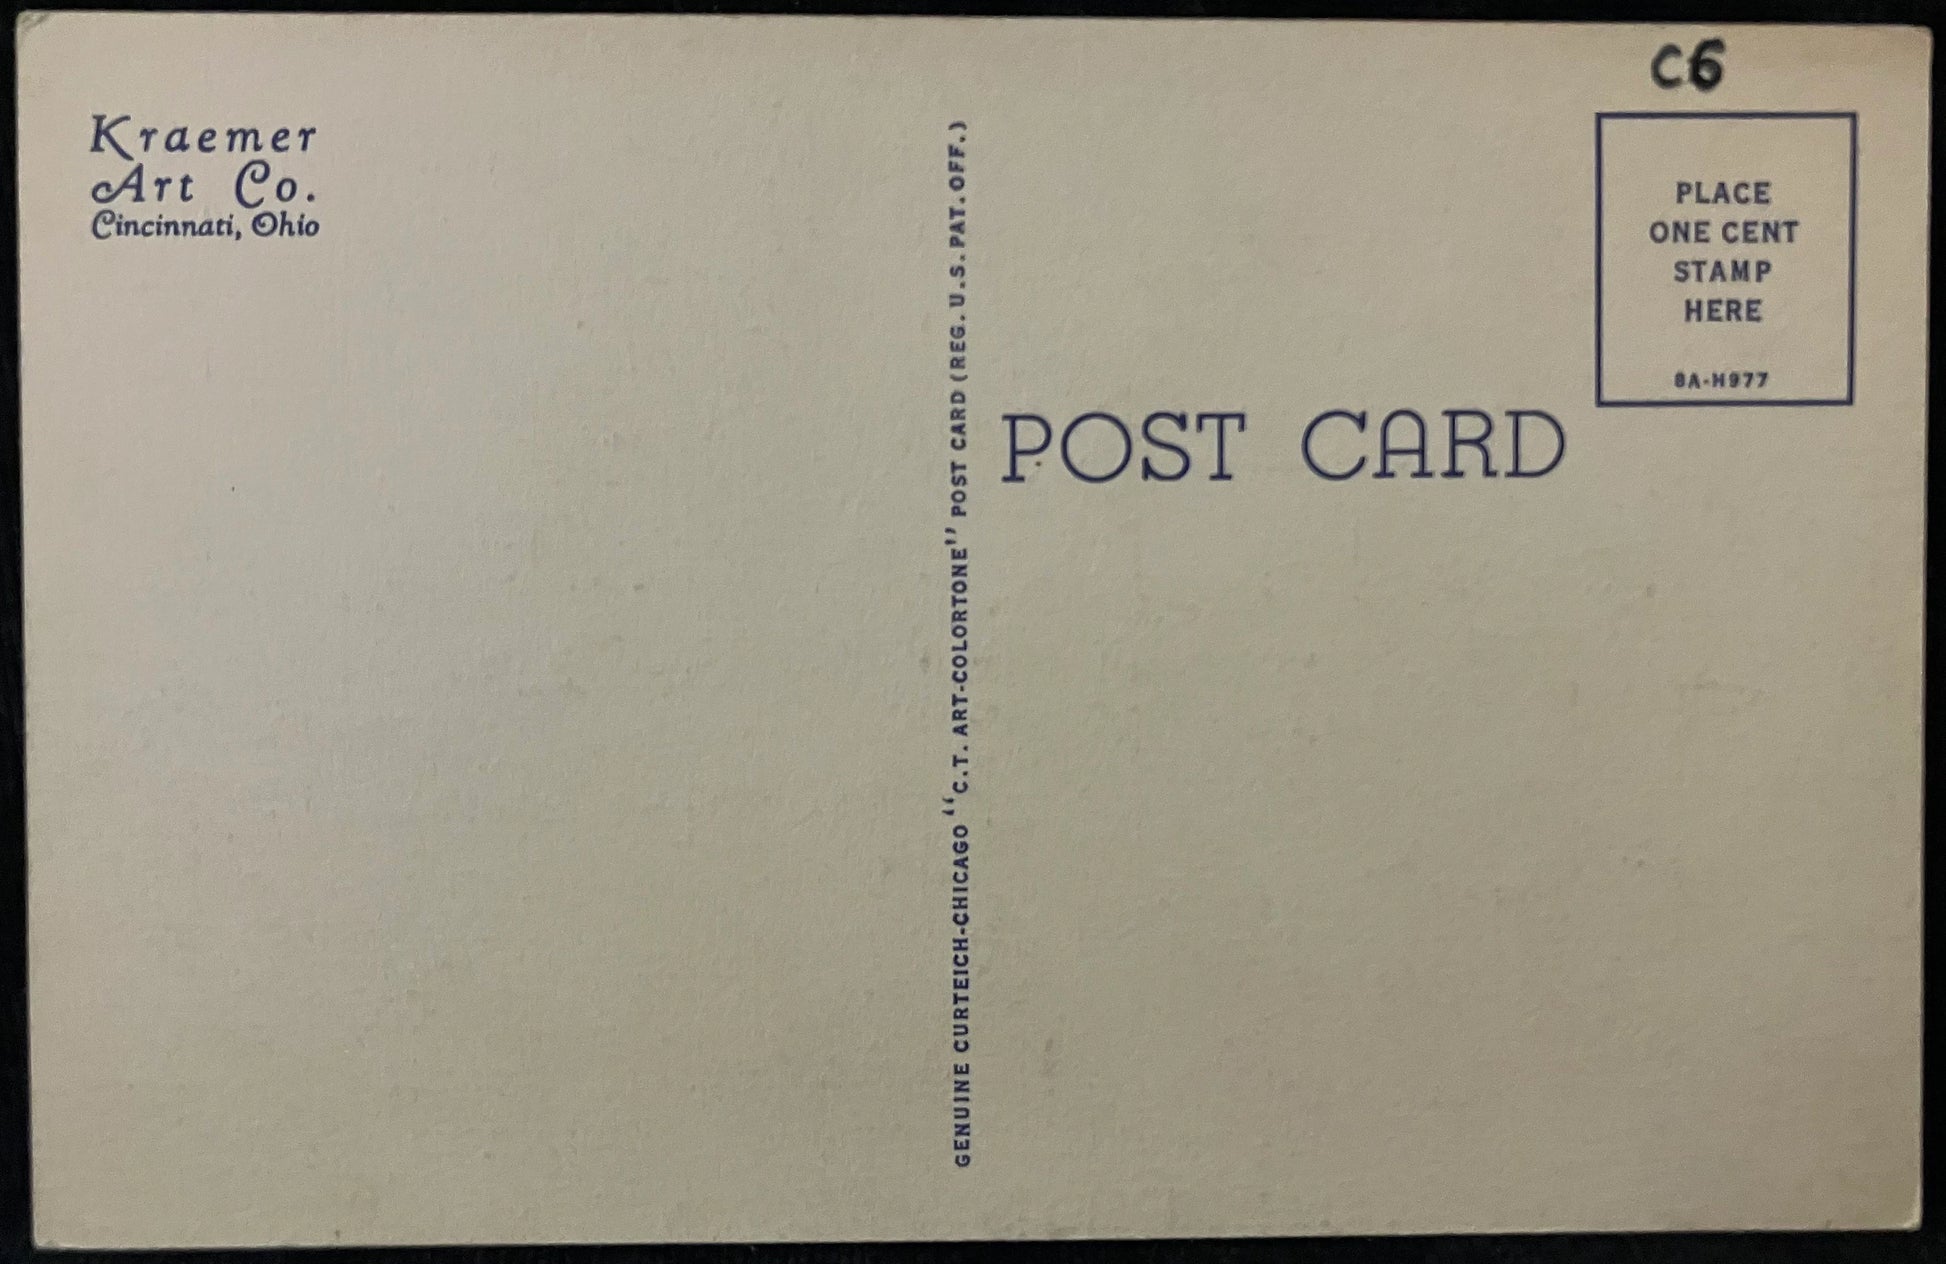 Kraemer
Art Co.
Cincinnati, Ohio
GENUINE CURTEICH-CHICAGO "C.T. ART-COLORTONE" POST CARD (REG. U.S. PAT. OFF.)
C6
PLACE
ONE CENT
STAMP
HERE
8A-H977
POST CARD